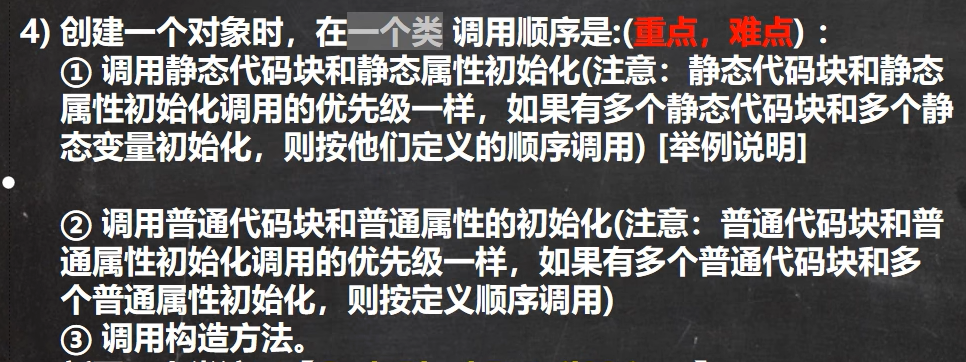 4) 创建一个对象时，在一个类 调用顺序是:(重点，难点)：
① 调用静态代码块和静态属性初始化(注意：静态代码块和静态
属性初始化调用的优先级一样，如果有多个静态代码块和多个静
态变量初始化，则按他们定义的顺序调用) [举例说明]
② 调用普通代码块和普通属性的初始化(注意：普通代码块和普
通属性初始化调用的优先级一样，如果有多个普通代码块和多
个普通属性初始化，则按定义顺序调用)
③ 调用构造方法。